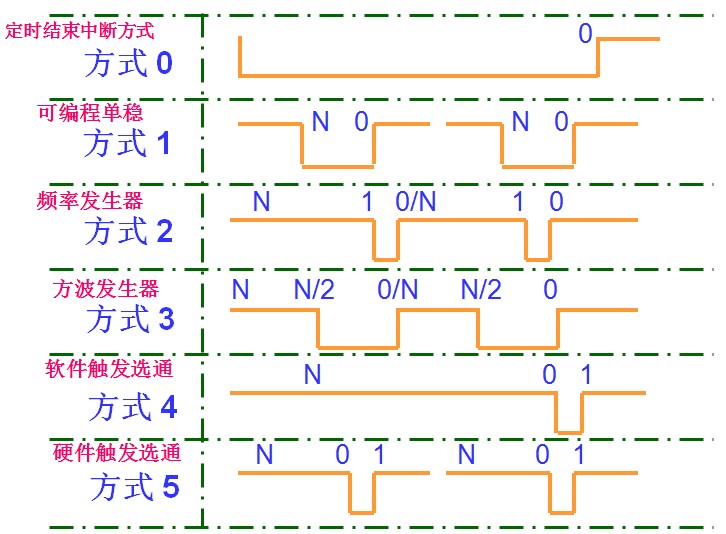 定时结束中断方式
0
方式 0
可编程单稳
N 0 N 0
方式 1
频率发生器
N 1 0/N 1 0
方式 2
方波发生器
N N/2 0/N N/2 0
方式 3
软件触发选通
N 0 1
方式 4
硬件触发选通
N 0 1 N 0 1
方式 5